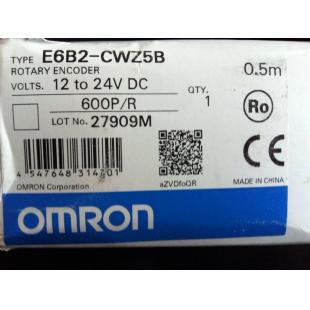 TYPE E6B2-CWZ5B
ROTARY ENCODER 0.5m
VOLTS. 12 to 24V DC QTY.
600P/R 1 Ro
LOT No. 27909M
4 547648 314701
OMRON Corporation aZVDfoQR CE
OMRON MADE IN CHINA